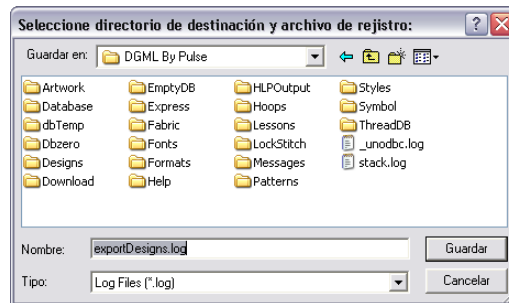 Seleccione directorio de destinación y archivo de rejistro:
Guardar en: DGML By Pulse
Artwork EmptyDB HLPOutput Styles
Database Express Hoops Symbol
dbTemp Fabric Lessons ThreadDB
Dbzero Fonts LockStitch _unodbc.log
Designs Formats Messages stack.log
Download Help Patterns
Nombre: exportDesigns.log Guardar
Tipo: Log Files (*.log) Cancelar